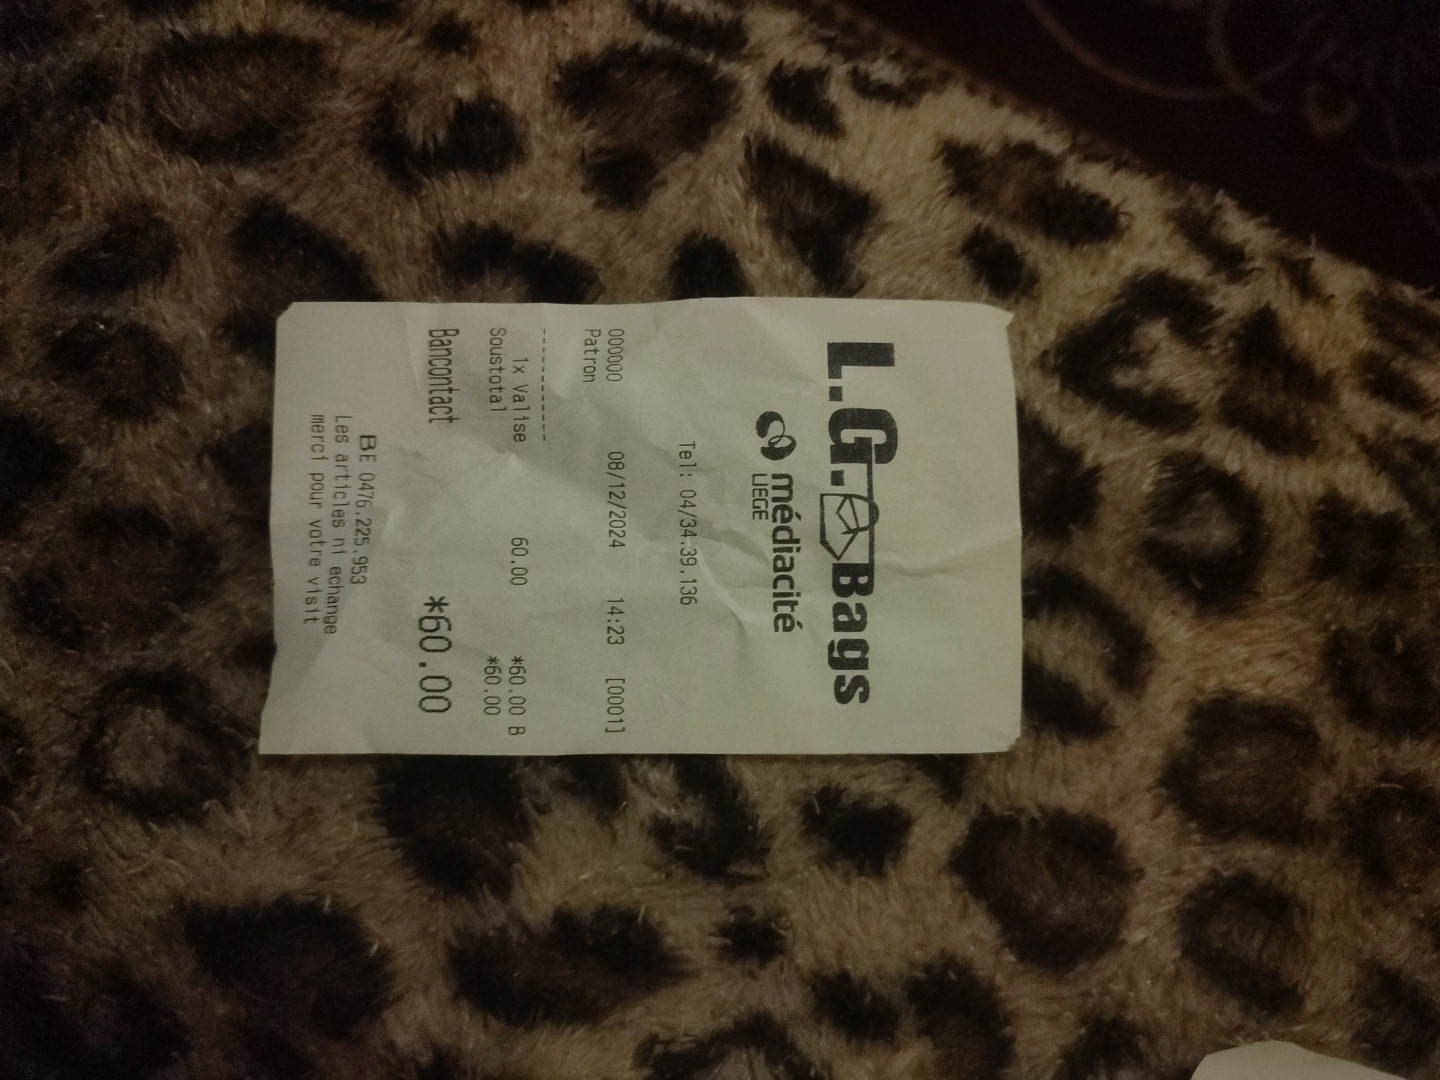 L.G. Bags
médiacité
LIEGE
Tel: 04/34.39.136
000000 08/12/2024 14:23 [0001]
Patron
----------
1x Valise 60.00 *60.00 B
Soustotal *60.00
Bancontact *60.00
BE 0476.225.953
Les articles ni echange
merci pour votre visit